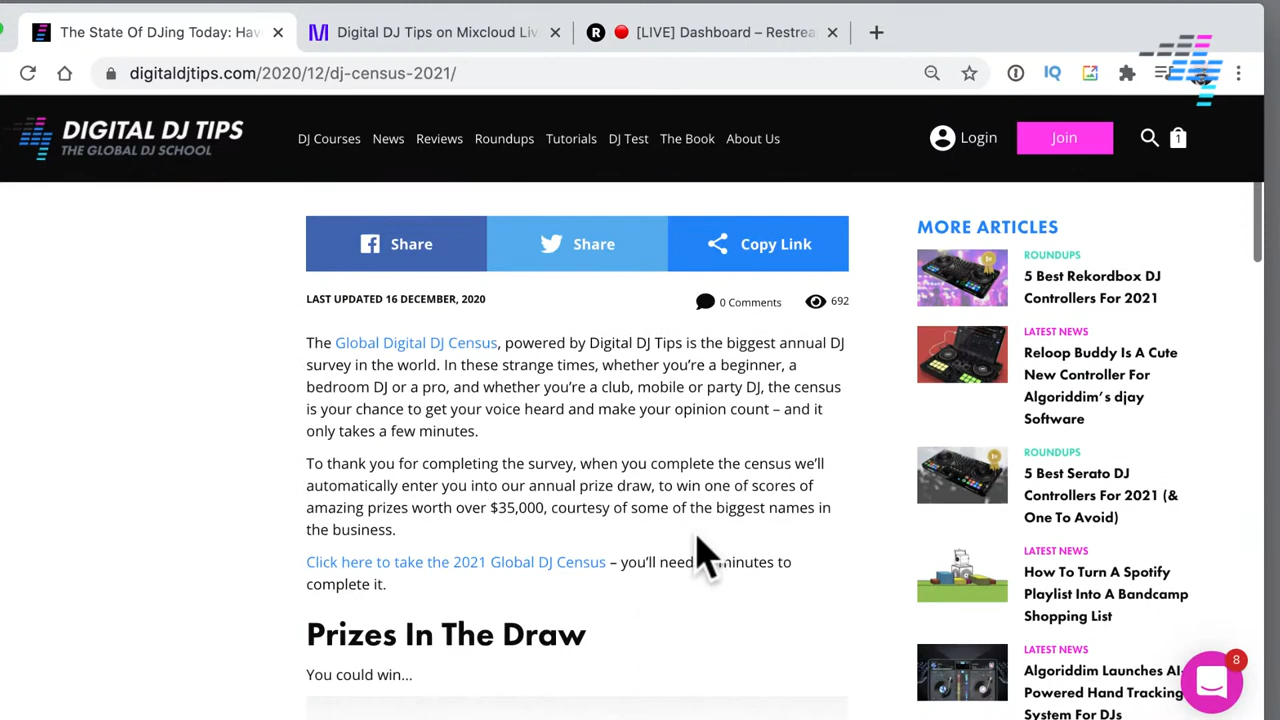 The State Of DJing Today: Hav
Digital DJ Tips on Mixcloud Liv
[LIVE] Dashboard – Restrea
digitaldjtips.com/2020/12/dj-census-2021/
DIGITAL DJ TIPS
THE GLOBAL DJ SCHOOL
DJ Courses News Reviews Roundups Tutorials DJ Test The Book About Us
Login
Join
1
Share
Share
Copy Link
LAST UPDATED 16 DECEMBER, 2020
0 Comments
692
The Global Digital DJ Census, powered by Digital DJ Tips is the biggest annual DJ
survey in the world. In these strange times, whether you're a beginner, a
bedroom DJ or a pro, and whether you're a club, mobile or party DJ, the census
is your chance to get your voice heard and make your opinion count – and it
only takes a few minutes.
To thank you for completing the survey, when you complete the census we'll
automatically enter you into our annual prize draw, to win one of scores of
amazing prizes worth over $35,000, courtesy of some of the biggest names in
the business.
Click here to take the 2021 Global DJ Census – you'll need minutes to
complete it.
Prizes In The Draw
You could win...
MORE ARTICLES
ROUNDUPS
5 Best Rekordbox DJ
Controllers For 2021
LATEST NEWS
Reloop Buddy Is A Cute
New Controller For
Algoriddim's djay
Software
ROUNDUPS
5 Best Serato DJ
Controllers For 2021 (&
One To Avoid)
LATEST NEWS
How To Turn A Spotify
Playlist Into A Bandcamp
Shopping List
LATEST NEWS
Algoriddim Launches AI-
Powered Hand Tracking
System For DJs
8